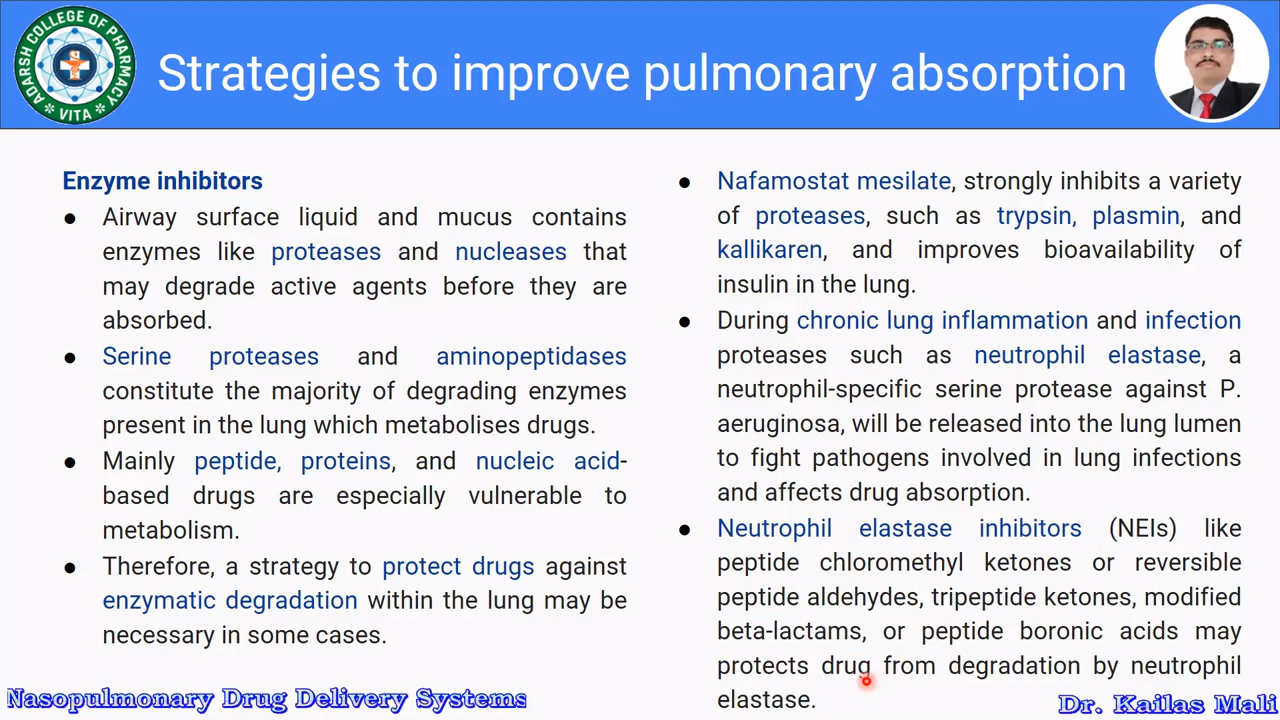 ADARSH COLLEGE OF PHARMACY
VITA
Strategies to improve pulmonary absorption
Enzyme inhibitors
● Airway surface liquid and mucus contains
enzymes like proteases and nucleases that
may degrade active agents before they are
absorbed.
● Serine proteases and aminopeptidases
constitute the majority of degrading enzymes
present in the lung which metabolises drugs.
● Mainly peptide, proteins, and nucleic acid-
based drugs are especially vulnerable to
metabolism.
● Therefore, a strategy to protect drugs against
enzymatic degradation within the lung may be
necessary in some cases.
● Nafamostat mesilate, strongly inhibits a variety
of proteases, such as trypsin, plasmin, and
kallikaren, and improves bioavailability of
insulin in the lung.
● During chronic lung inflammation and infection
proteases such as neutrophil elastase, a
neutrophil-specific serine protease against P.
aeruginosa, will be released into the lung lumen
to fight pathogens involved in lung infections
and affects drug absorption.
● Neutrophil elastase inhibitors (NEIs) like
peptide chloromethyl ketones or reversible
peptide aldehydes, tripeptide ketones, modified
beta-lactams, or peptide boronic acids may
protects drug from degradation by neutrophil
elastase.
Nasopulmonary Drug Delivery Systems
Dr. Kailas Mali